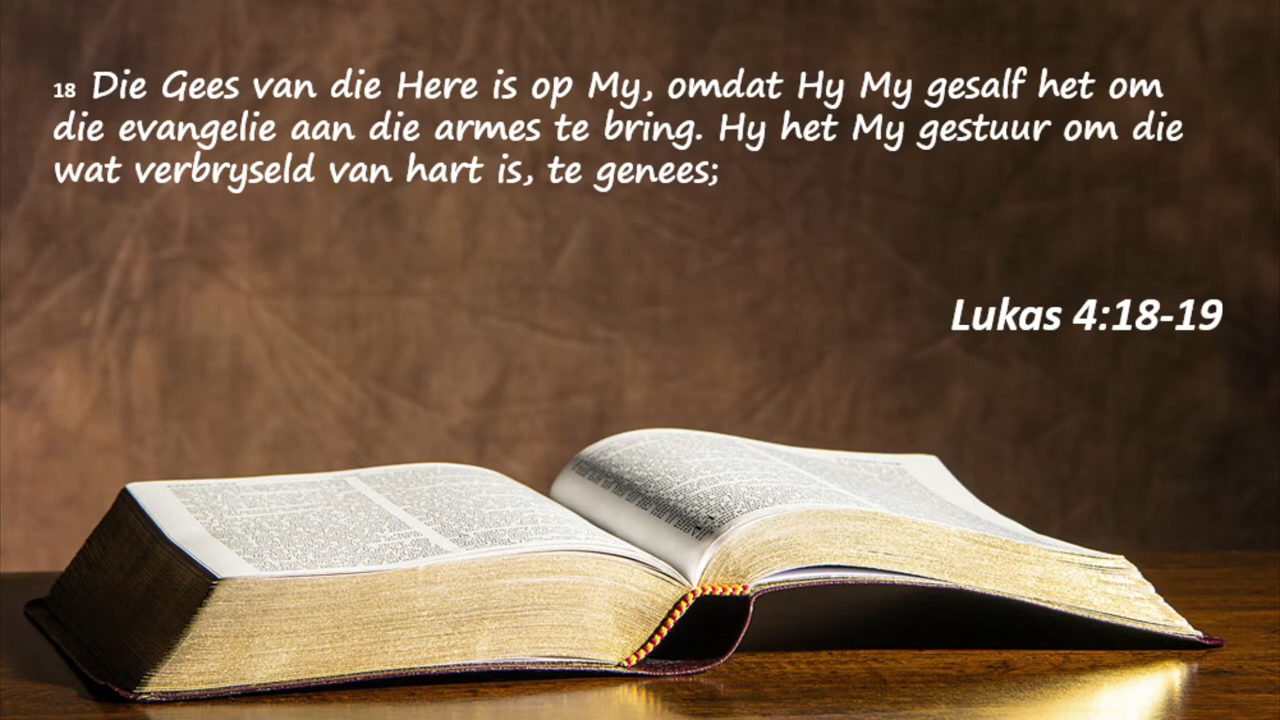 18 Die Gees van die Here is op My, omdat Hy My gesalf het om
die evangelie aan die armes te bring. Hy het My gestuur om die
wat verbryseld van hart is, te genees;
Lukas 4:18-19